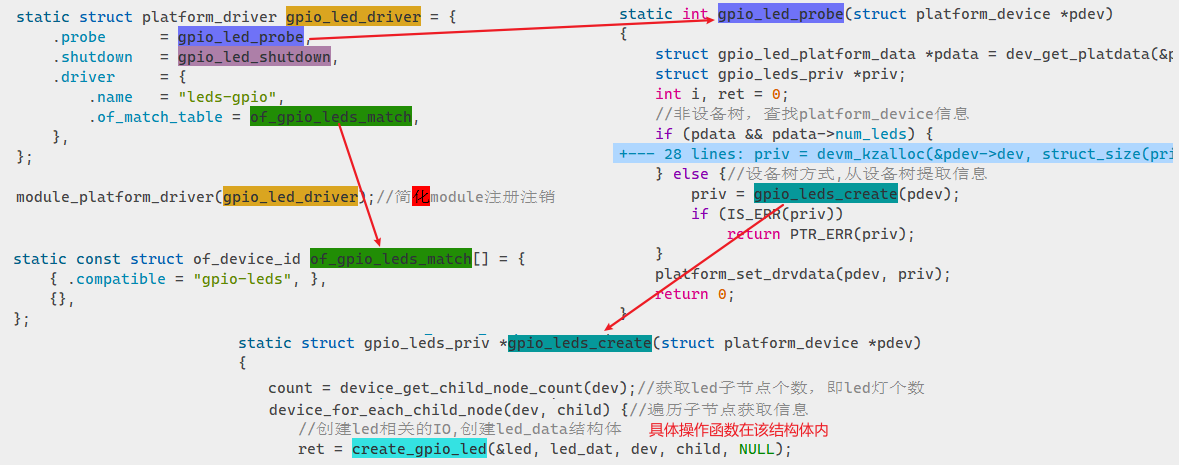 static struct platform_driver gpio_led_driver = {
    .probe      = gpio_led_probe,
    .shutdown   = gpio_led_shutdown,
    .driver     = {
        .name   = "leds-gpio",
        .of_match_table = of_gpio_leds_match,
    },
};
module_platform_driver(gpio_led_driver);//简化module注册注销
static const struct of_device_id of_gpio_leds_match[] = {
    { .compatible = "gpio-leds", },
    {},
};
static int gpio_led_probe(struct platform_device *pdev)
{
    struct gpio_led_platform_data *pdata = dev_get_platdata(&p
    struct gpio_leds_priv *priv;
    int i, ret = 0;
    //非设备树，查找platform_device信息
    if (pdata && pdata->num_leds) {
+--- 28 lines: priv = devm_kzalloc(&pdev->dev, struct_size(pri
    } else {//设备树方式,从设备树提取信息
        priv = gpio_leds_create(pdev);
        if (IS_ERR(priv))
            return PTR_ERR(priv);
    }
    platform_set_drvdata(pdev, priv);
    return 0;
}
static struct gpio_leds_priv *gpio_leds_create(struct platform_device *pdev)
{
    count = device_get_child_node_count(dev);//获取led子节点个数，即led灯个数
    device_for_each_child_node(dev, child) {//遍历子节点获取信息
        //创建led相关的IO,创建led_data结构体 具体操作函数在该结构体内
        ret = create_gpio_led(&led, led_dat, dev, child, NULL);